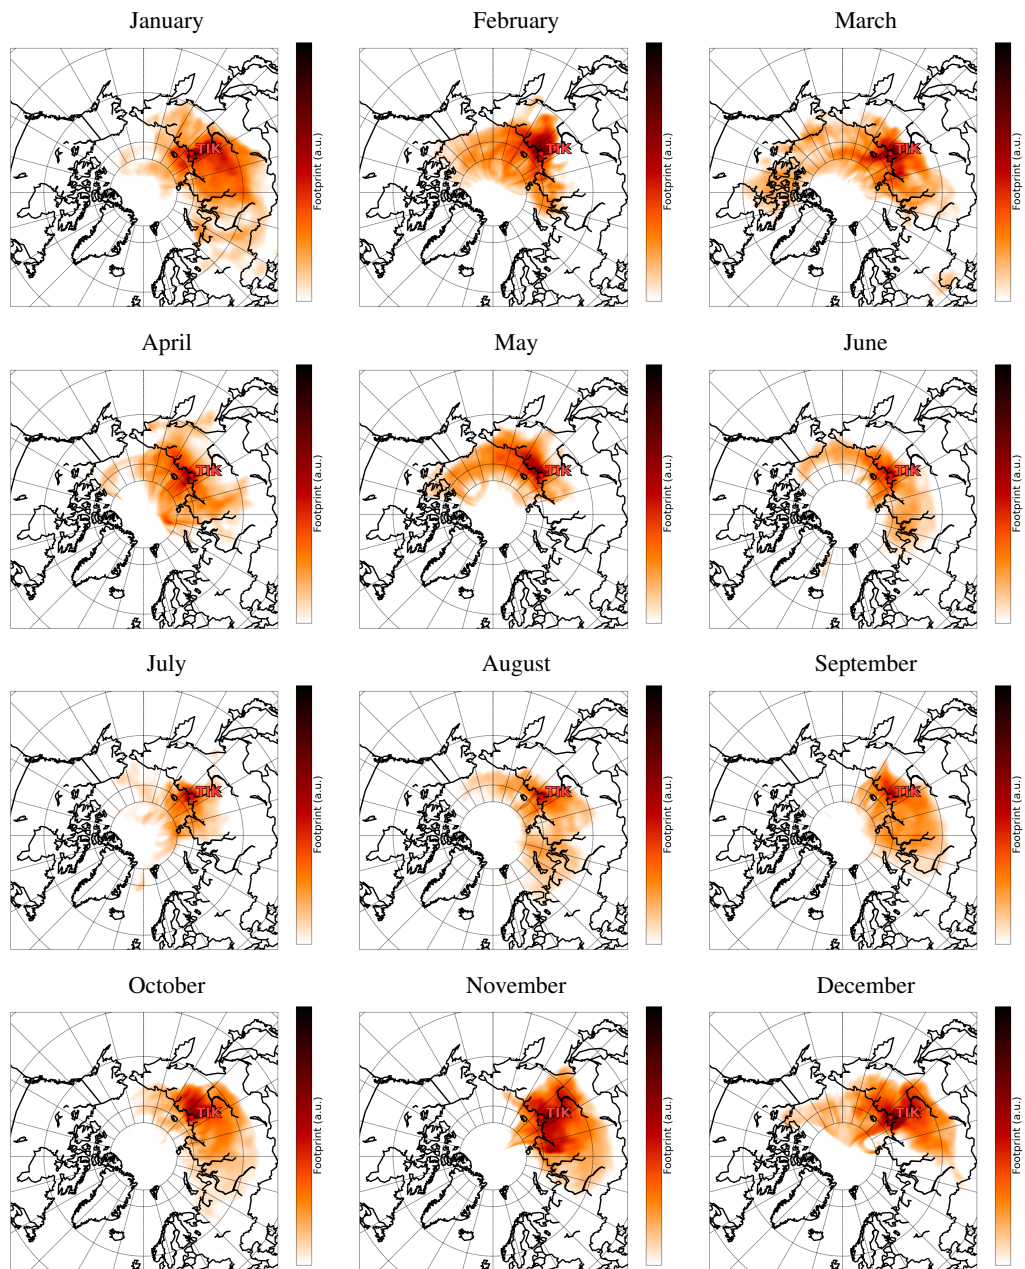 January
February
March
TIK
Footprint (a.u.)
TIK
Footprint (a.u.)
TIK
Footprint (a.u.)
April
May
June
TIK
Footprint (a.u.)
TIK
Footprint (a.u.)
TIK
Footprint (a.u.)
July
August
September
TIK
Footprint (a.u.)
TIK
Footprint (a.u.)
TIK
Footprint (a.u.)
October
November
December
TIK
Footprint (a.u.)
TIK
Footprint (a.u.)
TIK
Footprint (a.u.)